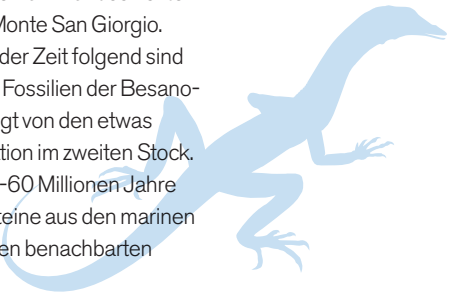 Monte San Giorgio.
der Zeit folgend sind
Fossilien der Besano-
gt von den etwas
tion im zweiten Stock.
-60 Millionen Jahre
teine aus den marinen
en benachbarten